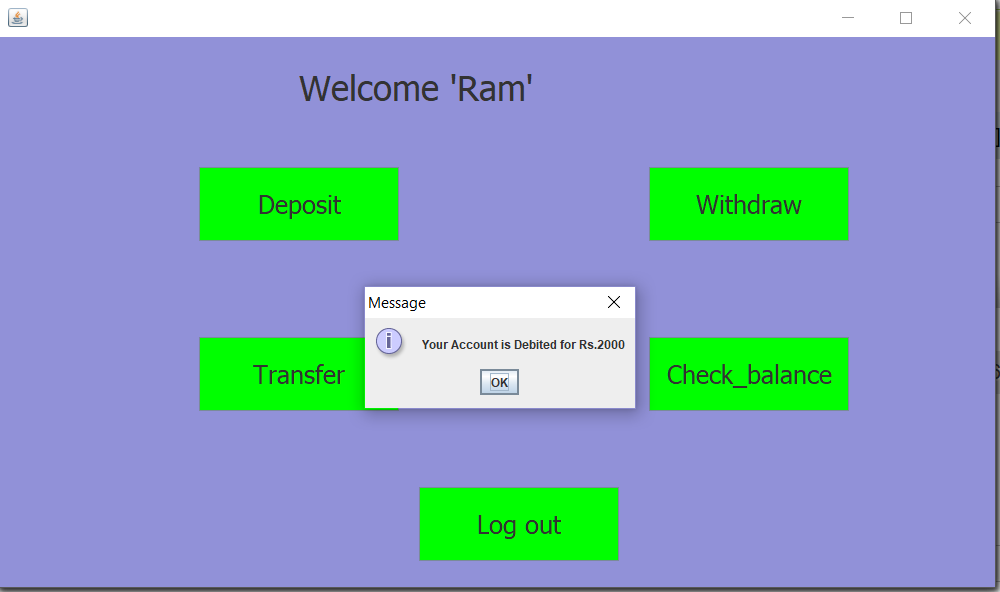 Welcome 'Ram'
Deposit
Withdraw
Message
Your Account is Debited for Rs.2000
OK
Transfer
Check_balance
Log out